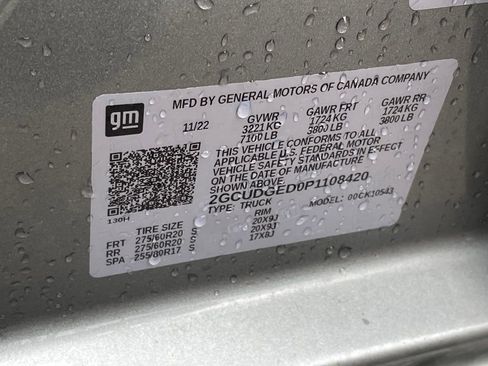 MFD BY GENERAL MOTORS OF CANADA COMPANY
gm
11/22 GVWR GAWR FRT GAWR RR
3221 KG 1724 KG 1724 KG
7100 LB 3800 LB 3800 LB
THIS VEHICLE CONFORMS TO ALL
APPLICABLE U.S. FEDERAL MOTOR
VEHICLE SAFETY STANDARDS IN EFFECT
ON THE DATE OF MANUFACTURE
2GCUDGED0P1108420
TYPE: TRUCK MODEL: 00CK10543
130H
TIRE SIZE RIM
FRT 275/60R20 S 20X9J
RR 275/60R20 S 20X9J
SPA 255/80R17 S 17X8J